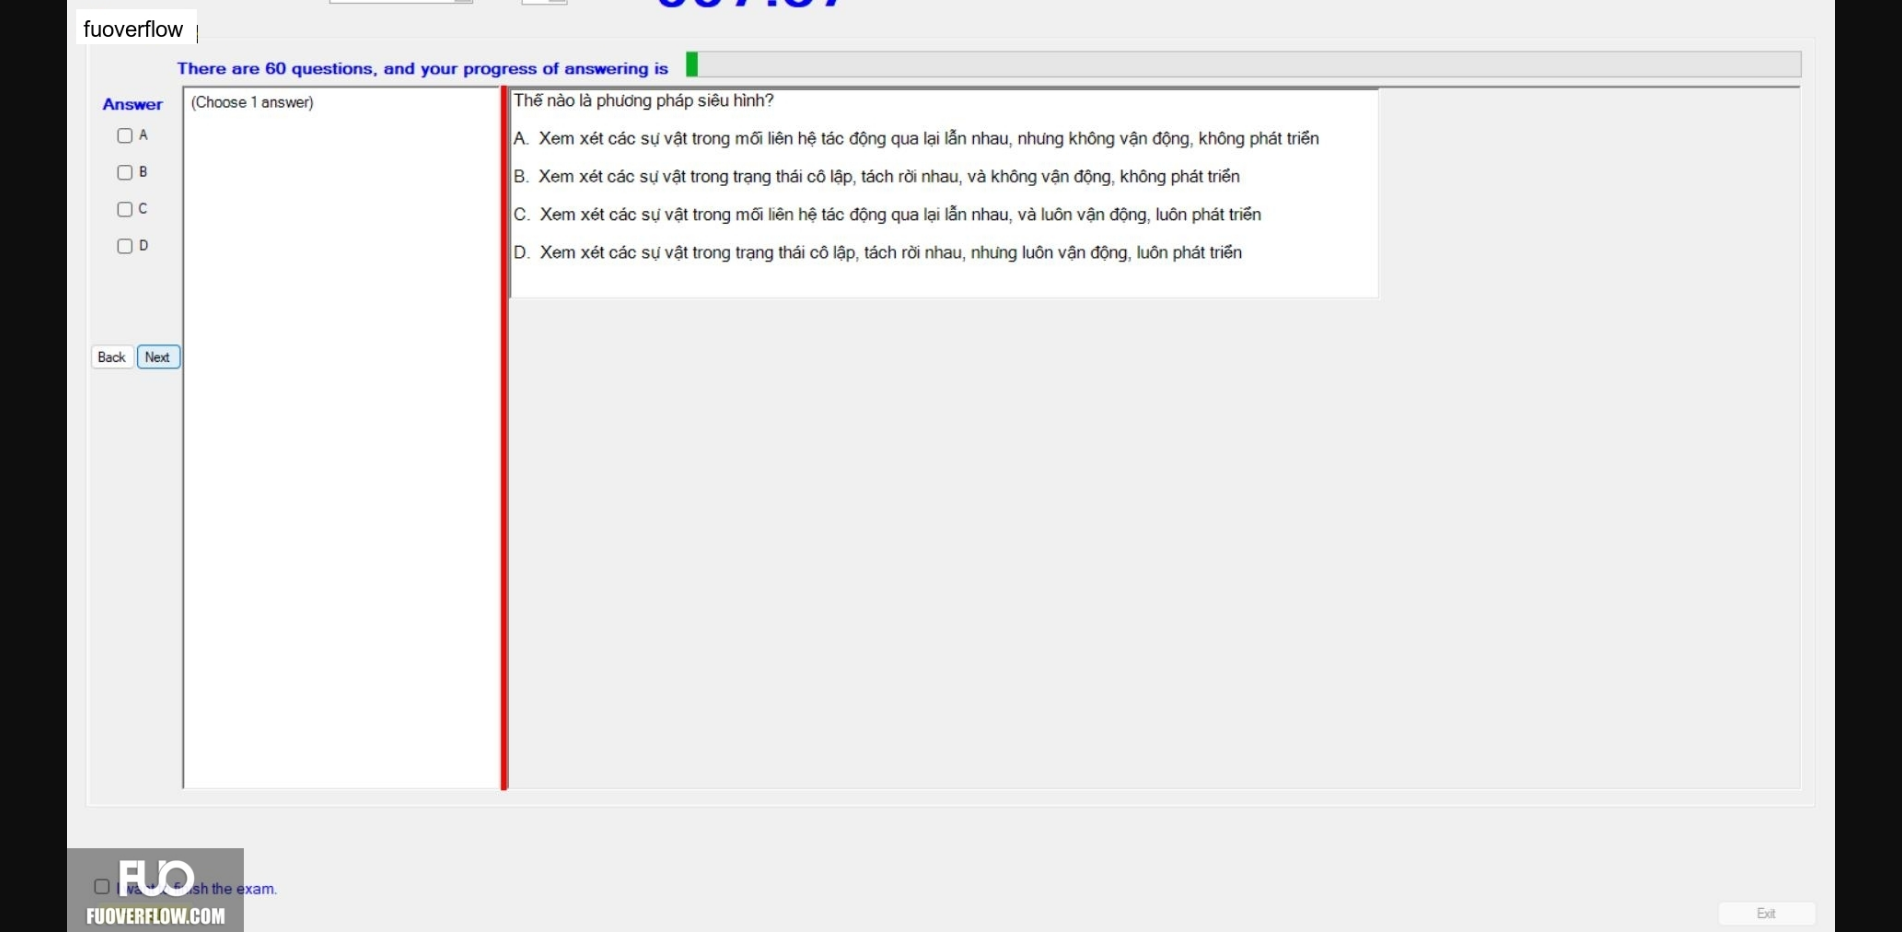 fuoverflow
There are 60 questions, and your progress of answering is
Answer
(Choose 1 answer)
A
B
C
D
Back
Next
Thế nào là phương pháp siêu hình?
A. Xem xét các sự vật trong mối liên hệ tác động qua lại lẫn nhau, nhưng không vận động, không phát triển
B. Xem xét các sự vật trong trạng thái cô lập, tách rời nhau, và không vận động, không phát triển
C. Xem xét các sự vật trong mối liên hệ tác động qua lại lẫn nhau, và luôn vận động, luôn phát triển
D. Xem xét các sự vật trong trạng thái cô lập, tách rời nhau, nhưng luôn vận động, luôn phát triển
FUO
the exam.
FUOVERFLOW.COM
Exit